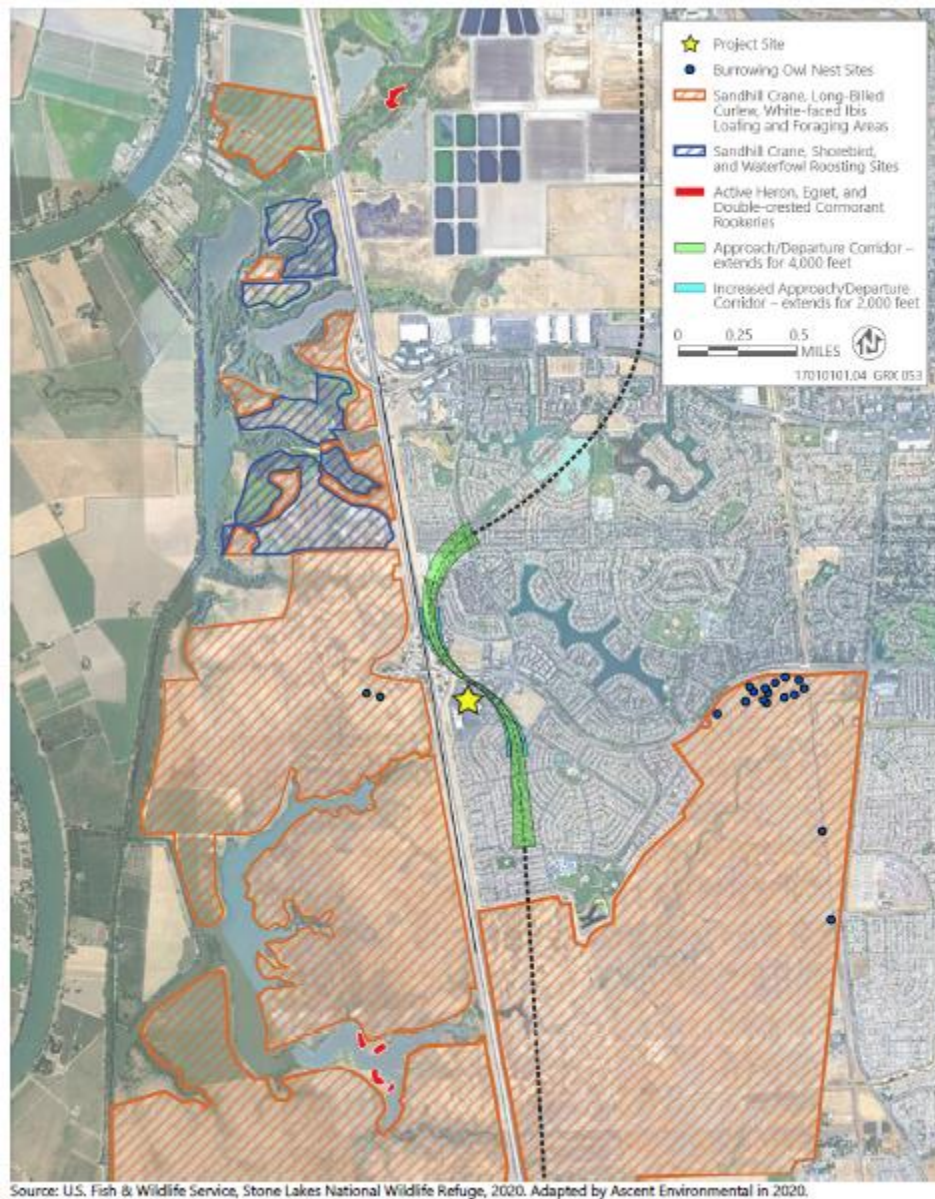 Project Site
Burrowing Owl Nest Sites
Sandhill Crane, Long-Billed
Curlew, White-faced Ibis
Loafing and Foraging Areas
Sandhill Crane, Shorebird,
and Waterfowl Roosting Sites
Active Heron, Egret, and
Double-crested Cormorant
Rookeries
Approach/Departure Corridor –
extends for 4,000 feet
Increased Approach/Departure
Corridor – extends for 2,000 feet
0 0.25 0.5
MILES
N
17010101.04 GRX 053
Source: U.S. Fish & Wildlife Service, Stone Lakes National Wildlife Refuge, 2020. Adapted by Ascent Environmental in 2020.